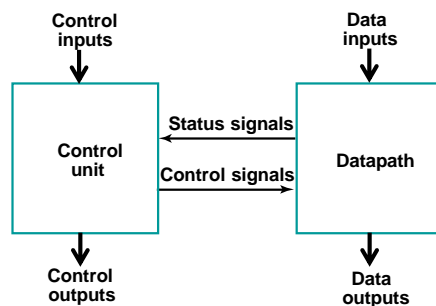 Control
inputs
Data
inputs
Status signals
Control
unit
Control signals
Datapath
Control
outputs
Data
outputs